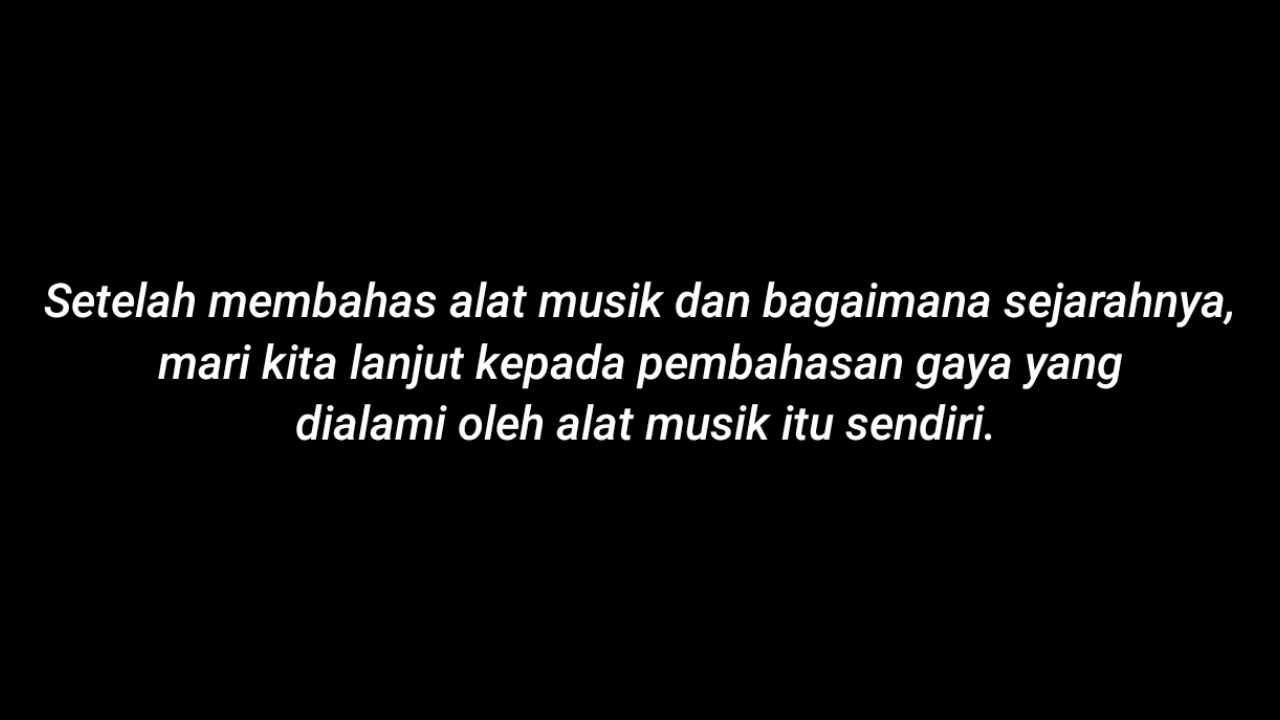 Setelah membahas alat musik dan bagaimana sejarahnya,
mari kita lanjut kepada pembahasan gaya yang
dialami oleh alat musik itu sendiri.